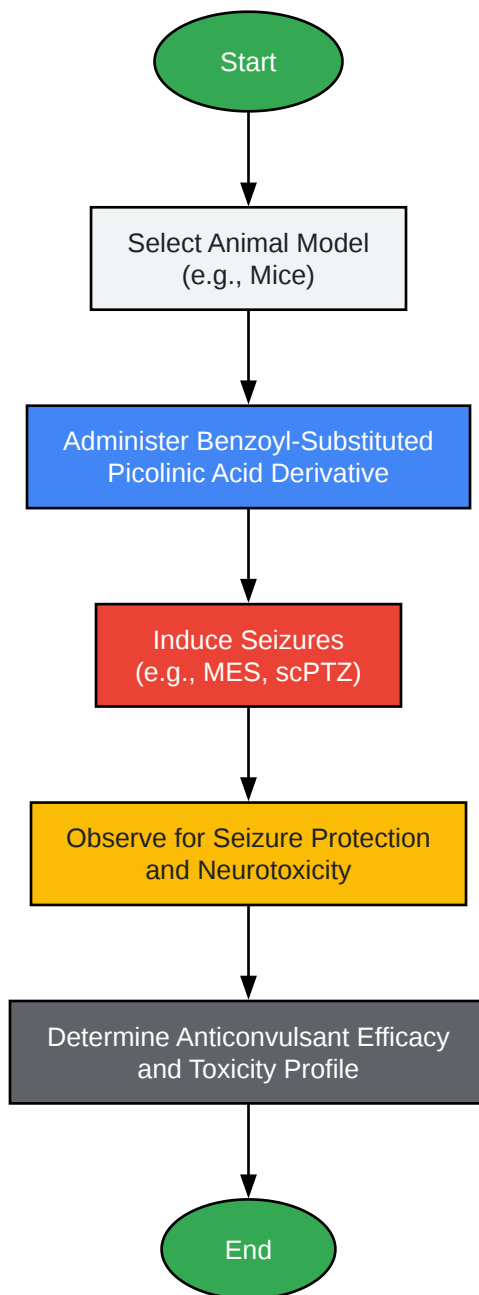 Start
Select Animal Model
(e.g., Mice)
Administer Benzoyl-Substituted
Picolinic Acid Derivative
Induce Seizures
(e.g., MES, scPTZ)
Observe for Seizure Protection
and Neurotoxicity
Determine Anticonvulsant Efficacy
and Toxicity Profile
End